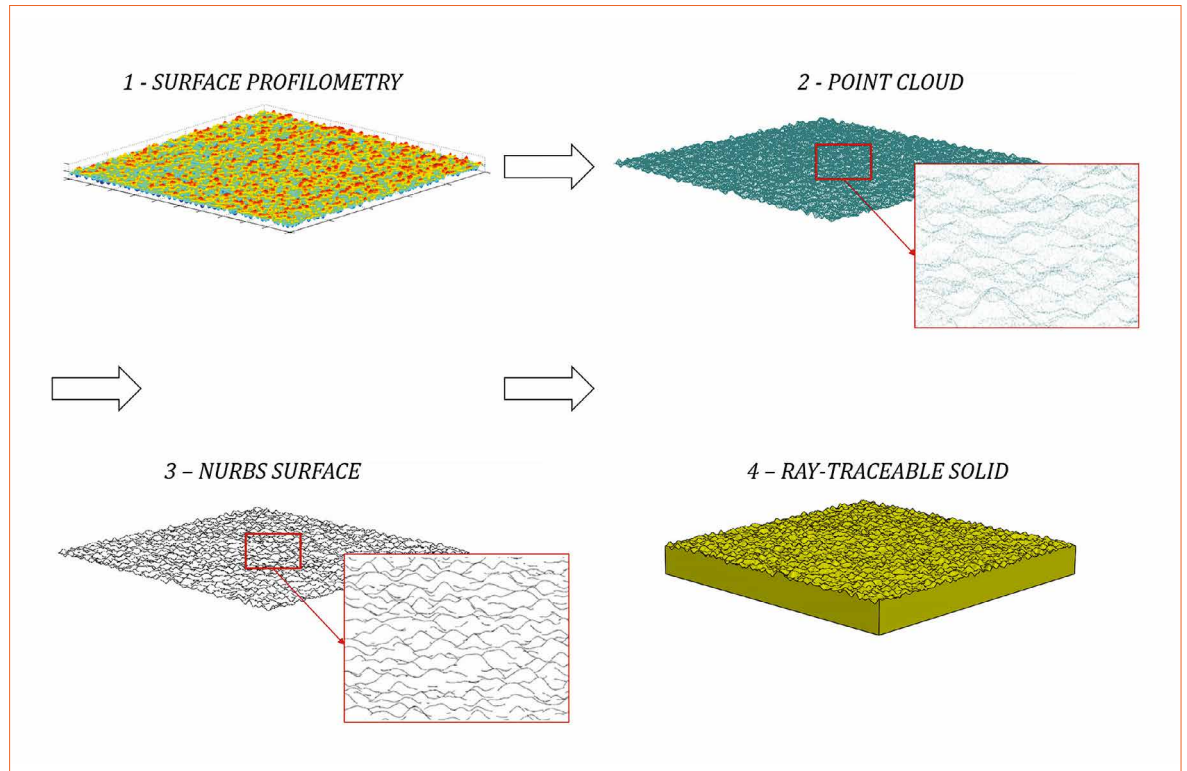 1 - SURFACE PROFILOMETRY
2 - POINT CLOUD
3 – NURBS SURFACE
4 – RAY-TRACEABLE SOLID